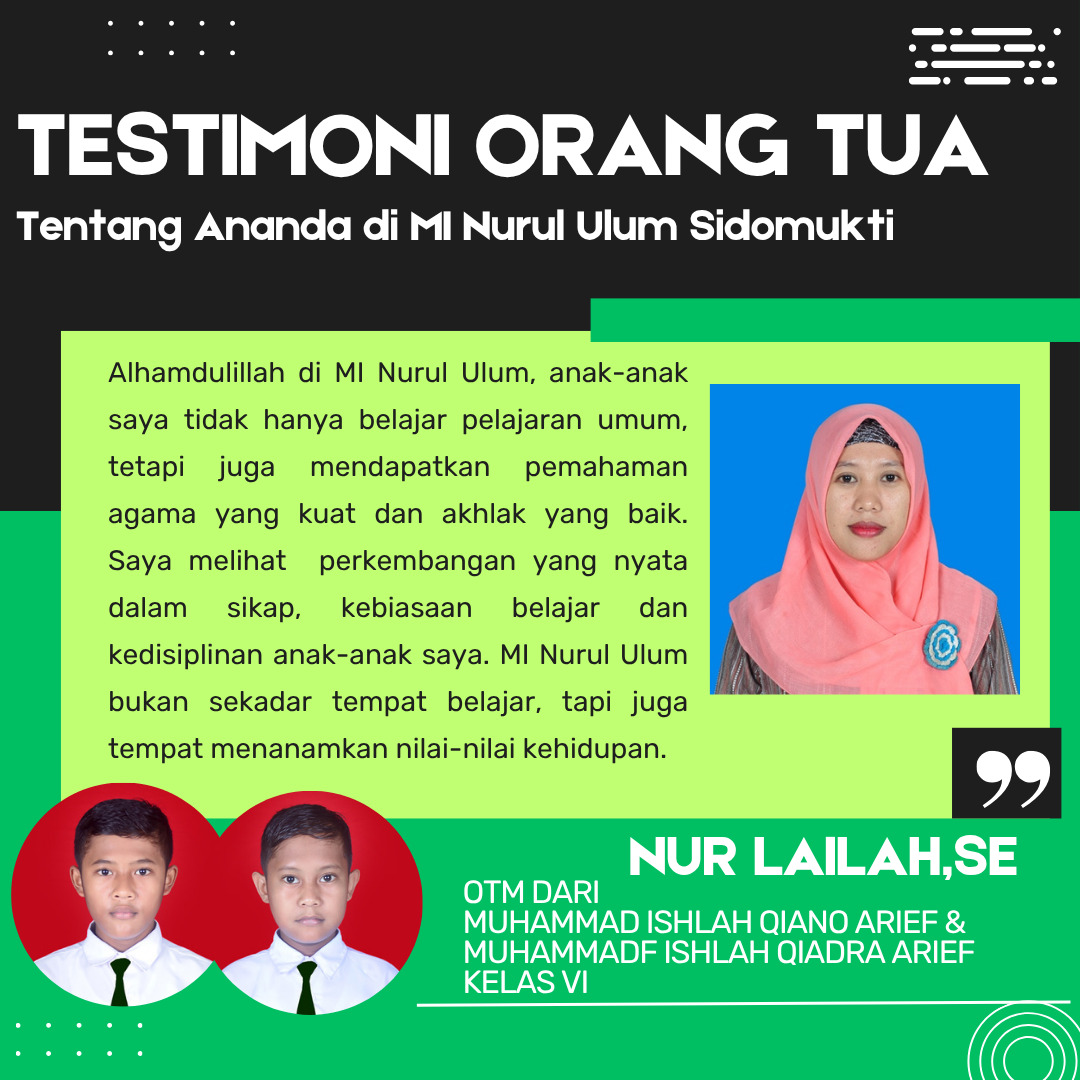 TESTIMONI ORANG TUA
Tentang Ananda di MI Nurul Ulum Sidomukti
Alhamdulillah di MI Nurul Ulum, anak-anak
saya tidak hanya belajar pelajaran umum,
tetapi juga mendapatkan pemahaman
agama yang kuat dan akhlak yang baik.
Saya melihat perkembangan yang nyata
dalam sikap, kebiasaan belajar dan
kedisiplinan anak-anak saya. MI Nurul Ulum
bukan sekadar tempat belajar, tapi juga
tempat menanamkan nilai-nilai kehidupan.
”
NUR LAILAH,SE
OTM DARI
MUHAMMAD ISHLAH QIANO ARIEF &
MUHAMMADF ISHLAH QIADRA ARIEF
KELAS VI